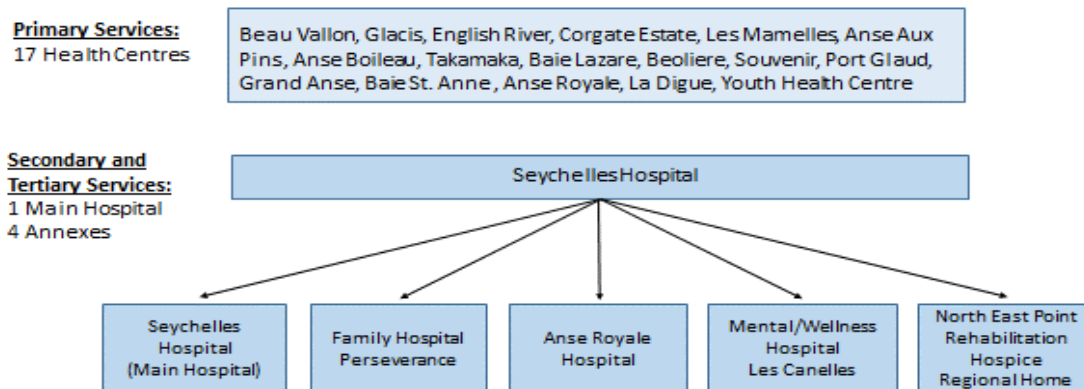 Primary Services:
17 Health Centres
Beau Vallon, Glacis, English River, Corgate Estate, Les Mamelles, Anse Aux
Pins, Anse Boileau, Takamaka, Baie Lazare, Beoliere, Souvenir, Port Glaud,
Grand Anse, Baie St. Anne , Anse Royale, La Digue, Youth Health Centre
Secondary and
Tertiary Services:
1 Main Hospital
4 Annexes
Seychelles Hospital
Seychelles
Hospital
(Main Hospital)
Family Hospital
Perseverance
Anse Royale
Hospital
Mental/Wellness
Hospital
Les Canelles
North East Point
Rehabilitation
Hospice
Regional Home